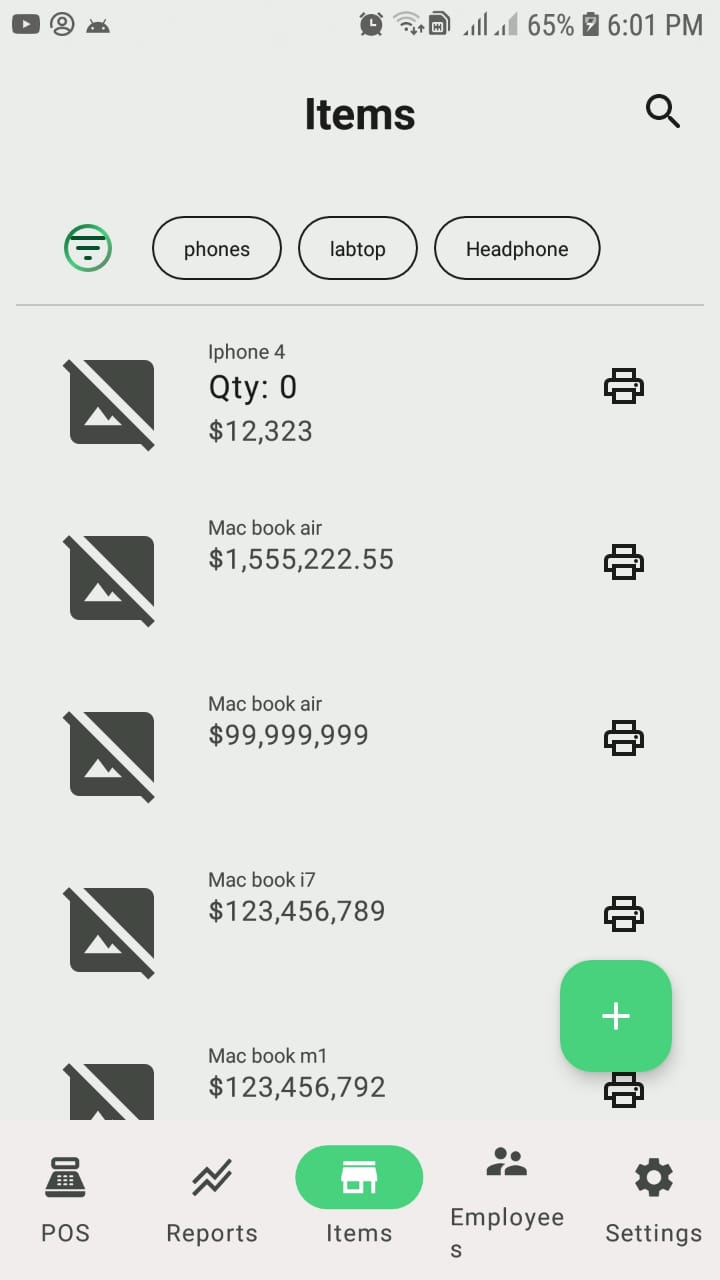 65% 6:01 PM
Items
phones labtop Headphone
Iphone 4
Qty: 0
$12,323
Mac book air
$1,555,222.55
Mac book air
$99,999,999
Mac book i7
$123,456,789
Mac book m1
$123,456,792
POS Reports Items Employee
s Settings